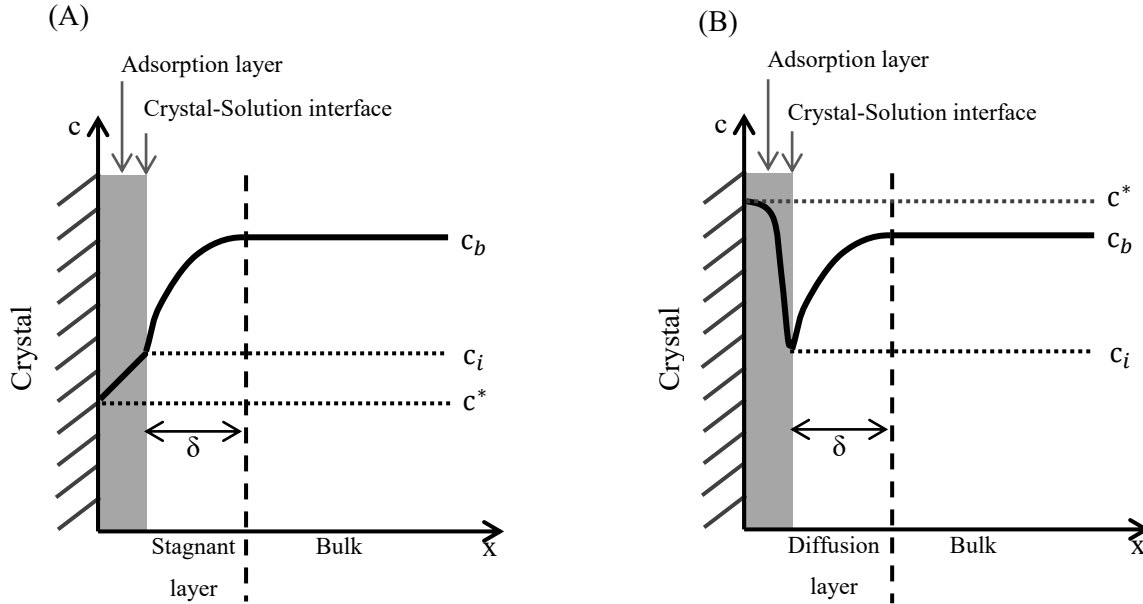 (A)
Adsorption layer
Crystal-Solution interface
c
c_b
c_i
c*
Crystal
δ
Stagnant
layer
Bulk
x
(B)
Adsorption layer
Crystal-Solution interface
c
c*
c_b
c_i
Crystal
δ
Diffusion
layer
Bulk
x